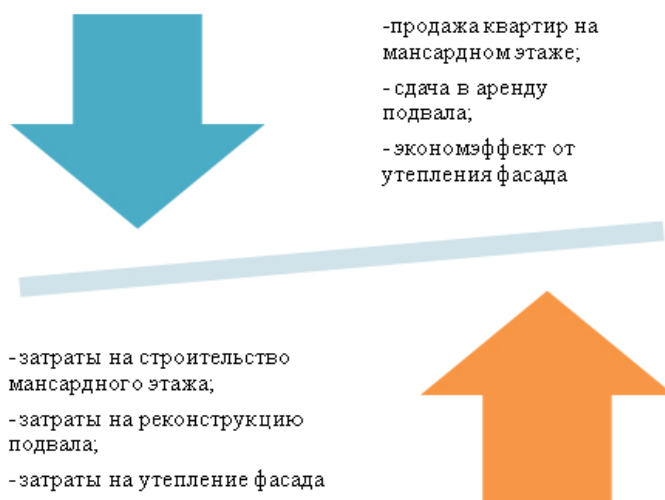 -продажа квартир на
мансардном этаже;
- сдача в аренду
подвала;
- экономэффект от
утепления фасада
-затраты на строительство
мансардного этажа;
-затраты на реконструкцию
подвала;
-затраты на утепление фасада